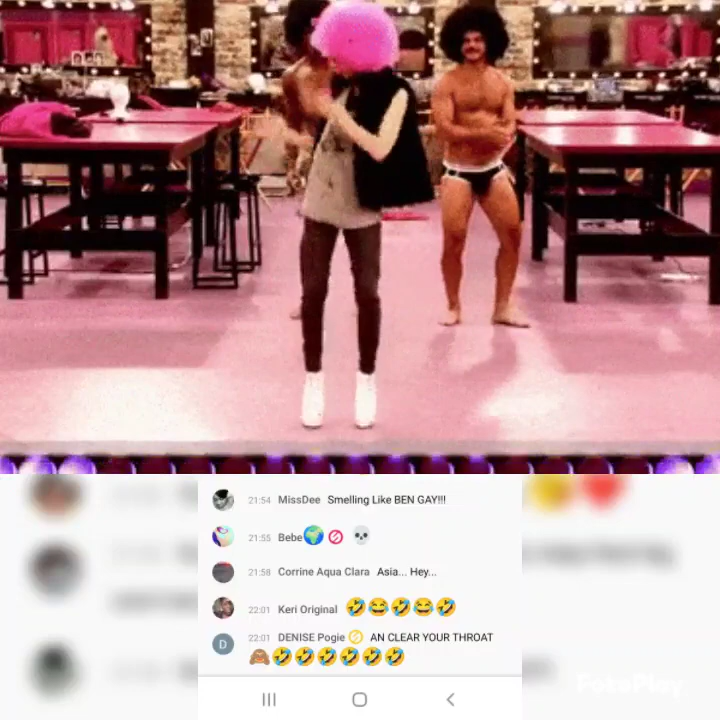 21:54 MissDee Smelling Like BEN GAY!!!
21:55 Bebe🌍 🚫 💀
21:58 Corrine Aqua Clara Asia... Hey...
22:01 Keri Original 🤣😂🤣😂🤣
D 22:01 DENISE Pogie 🚫 AN CLEAR YOUR THROAT
🙈🤣🤣🤣🤣🤣🤣
FotoPlay